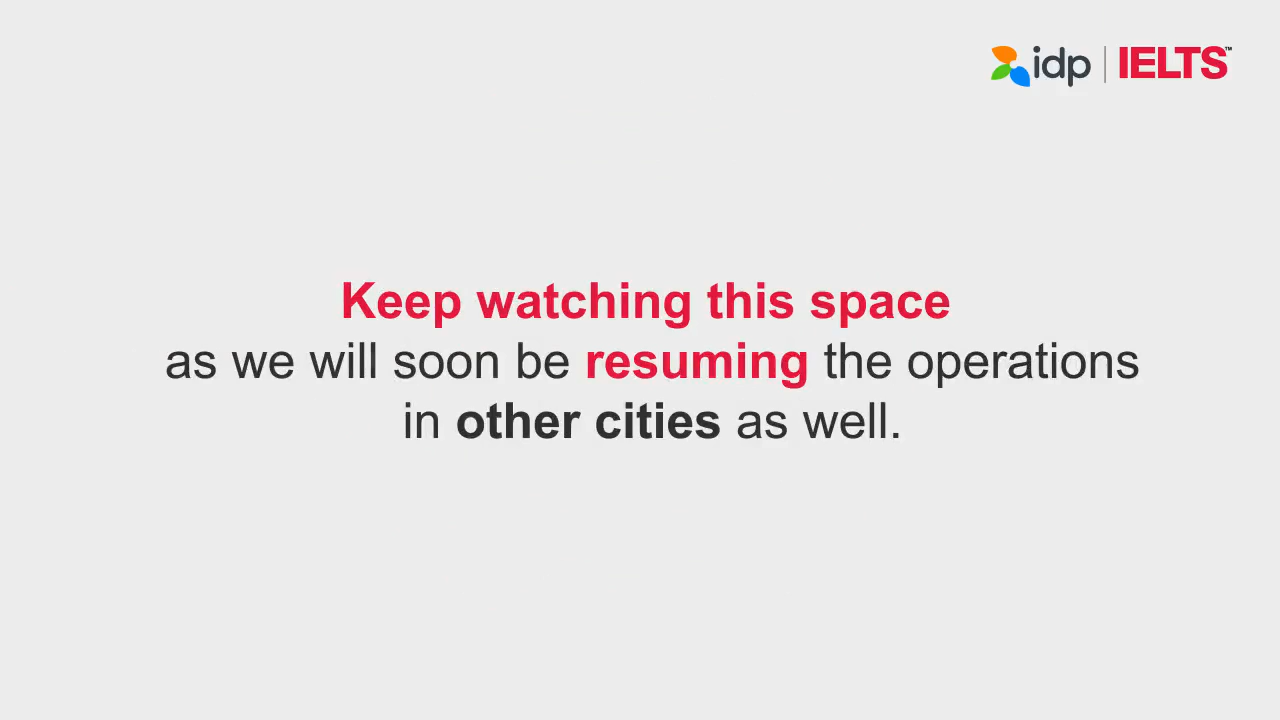 idp | IELTS™
Keep watching this space
as we will soon be resuming the operations
in other cities as well.